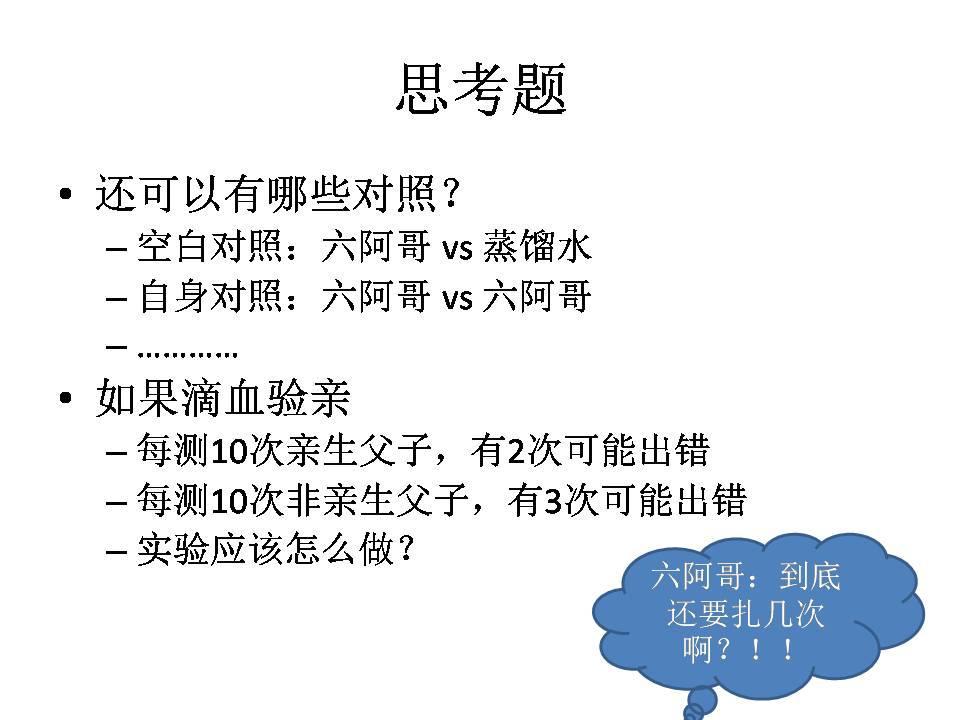 思考题
• 还可以有哪些对照？
– 空白对照：六阿哥 vs 蒸馏水
– 自身对照：六阿哥 vs 六阿哥
– …………
• 如果滴血验亲
– 每测10次亲生父子，有2次可能出错
– 每测10次非亲生父子，有3次可能出错
– 实验应该怎么做？
六阿哥：到底
还要扎几次
啊？！！